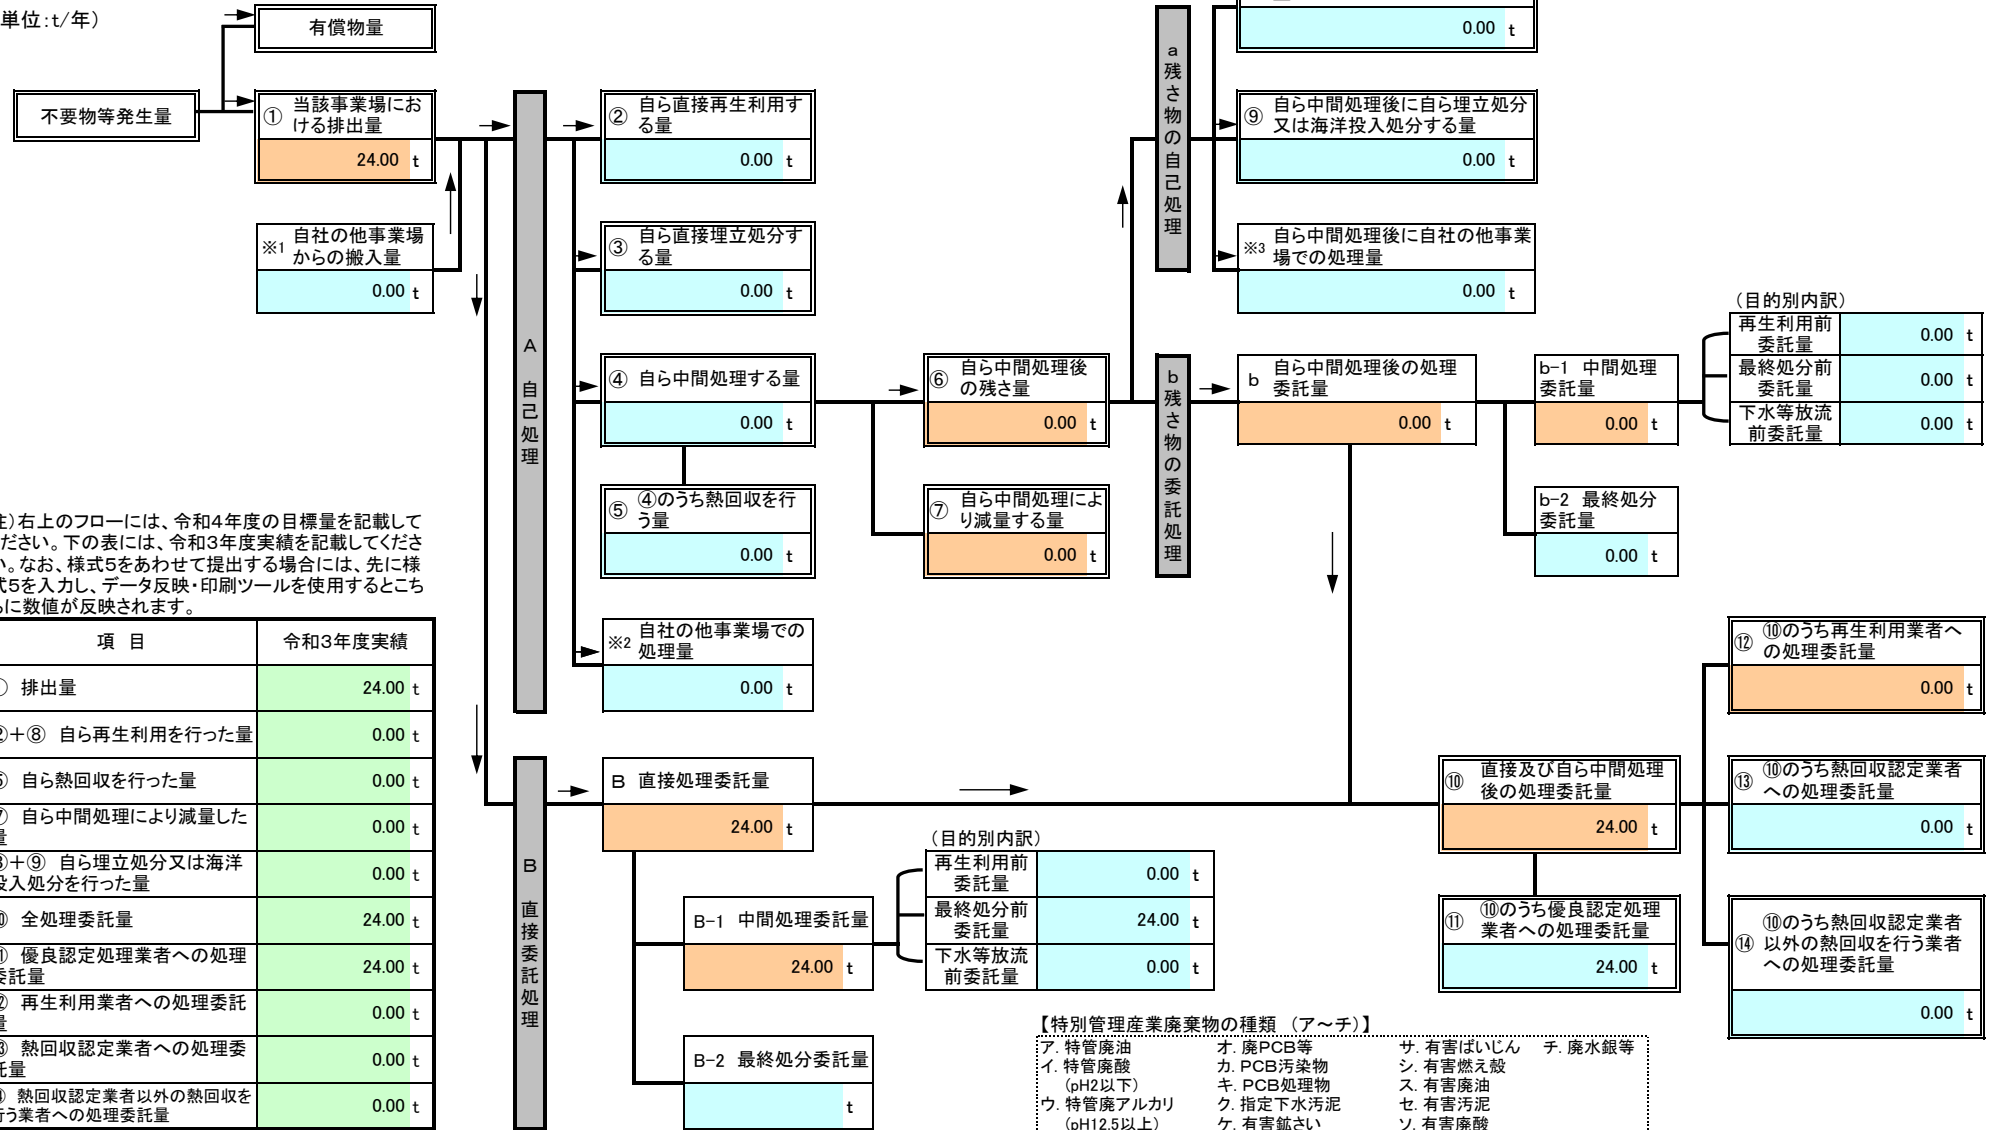 単位：t/年）
有償物量
不要物等発生量
① 当該事業場にお
ける排出量
24.00 t
※1 自社の他事業場
からの搬入量
0.00 t
A 自己処理
② 自ら直接再生利用す
る量
0.00 t
③ 自ら直接埋立処分す
る量
0.00 t
④ 自ら中間処理する量
0.00 t
⑤ ④のうち熱回収を行
う量
0.00 t
※2 自社の他事業場での
処理量
0.00 t
⑥ 自ら中間処理後
の残さ量
0.00 t
⑦ 自ら中間処理によ
り減量する量
0.00 t
a 残さ物の自己処理
0.00 t
⑨ 自ら中間処理後に自ら埋立処分
又は海洋投入処分する量
0.00 t
※3 自ら中間処理後に自社の他事業
場での処理量
0.00 t
b 残さ物の委託処理
b 自ら中間処理後の処理
委託量
0.00 t
b-1 中間処理
委託量
0.00 t
b-2 最終処分
委託量
0.00 t
（目的別内訳）
再生利用前
委託量 0.00 t
最終処分前
委託量 0.00 t
下水等放流
前委託量 0.00 t
注）右上のフローには、令和4年度の目標量を記載して
ください。下の表には、令和3年度実績を記載してくださ
い。なお、様式5をあわせて提出する場合には、先に様
式5を入力し、データ反映・印刷ツールを使用するとこち
らに数値が反映されます。
項 目 令和3年度実績
① 排出量 24.00 t
②＋⑧ 自ら再生利用を行った量 0.00 t
⑤ 自ら熱回収を行った量 0.00 t
⑦ 自ら中間処理により減量した
量 0.00 t
③＋⑨ 自ら埋立処分又は海洋
投入処分を行った量 0.00 t
⑩ 全処理委託量 24.00 t
⑪ 優良認定処理業者への処理
委託量 24.00 t
⑫ 再生利用業者への処理委託
量 0.00 t
⑬ 熱回収認定業者への処理委
託量 0.00 t
⑭ 熱回収認定業者以外の熱回収を
行う業者への処理委託量 0.00 t
B 直接委託処理
B 直接処理委託量
24.00 t
B-1 中間処理委託量
24.00 t
B-2 最終処分委託量
t
（目的別内訳）
再生利用前
委託量 0.00 t
最終処分前
委託量 24.00 t
下水等放流
前委託量 0.00 t
⑩ 直接及び自ら中間処理
後の処理委託量
24.00 t
⑪ ⑩のうち優良認定処理
業者への処理委託量
24.00 t
⑫ ⑩のうち再生利用業者へ
の処理委託量
0.00 t
⑬ ⑩のうち熱回収認定業者
への処理委託量
0.00 t
⑭ ⑩のうち熱回収認定業者
以外の熱回収を行う業者
への処理委託量
0.00 t
【特別管理産業廃棄物の種類 （ア～チ）】
ア. 特管廃油 オ. 廃PCB等 サ. 有害ばいじん チ. 廃水銀等
イ. 特管廃酸 カ. PCB汚染物 シ. 有害燃え殻
（pH2以下） キ. PCB処理物 ス. 有害廃油
ウ. 特管廃アルカリ ク. 指定下水汚泥 セ. 有害汚泥
（pH12.5以上） ケ. 有害鉱さい ソ. 有害廃酸